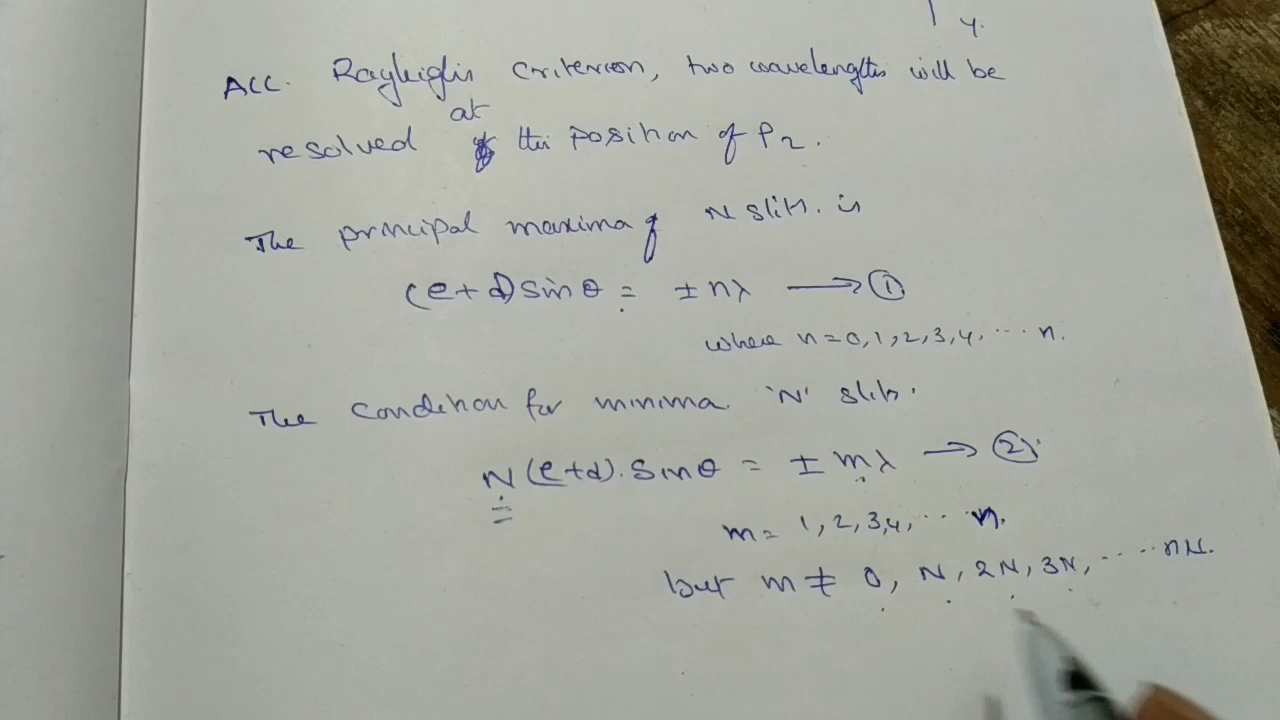 y.
Acc. Rayleigh's Criterion, two wavelengths will be
at
resolved the position of P2.
The principal maxima of N slits. is
(e+d)sinθ = ±nλ → ①
where n=0,1,2,3,4,... n.
The Condition for minima 'N' slits.
N(e+d).sinθ = ±mλ → ②
m = 1,2,3,4,... n.
but m ≠ 0, N, 2N, 3N, ..... nN.